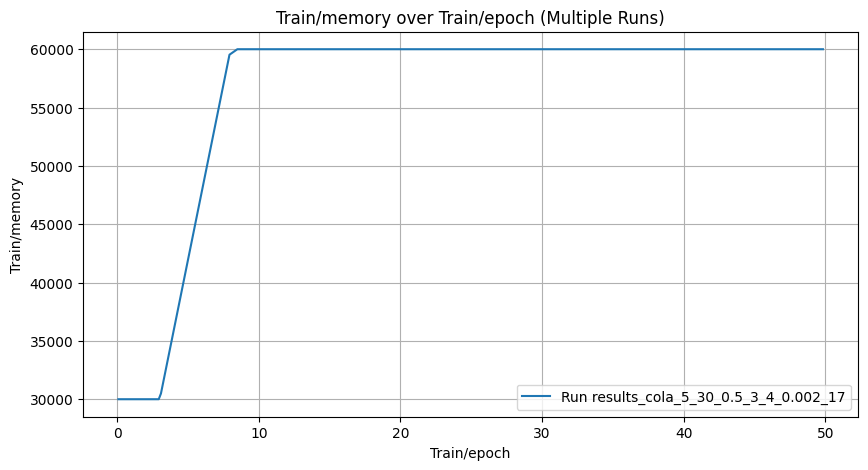 Train/memory over Train/epoch (Multiple Runs)
60000
55000
50000
45000
40000
35000
30000
Train/memory
Run results_cola_5_30_0.5_3_4_0.002_17
0 10 20 30 40 50
Train/epoch